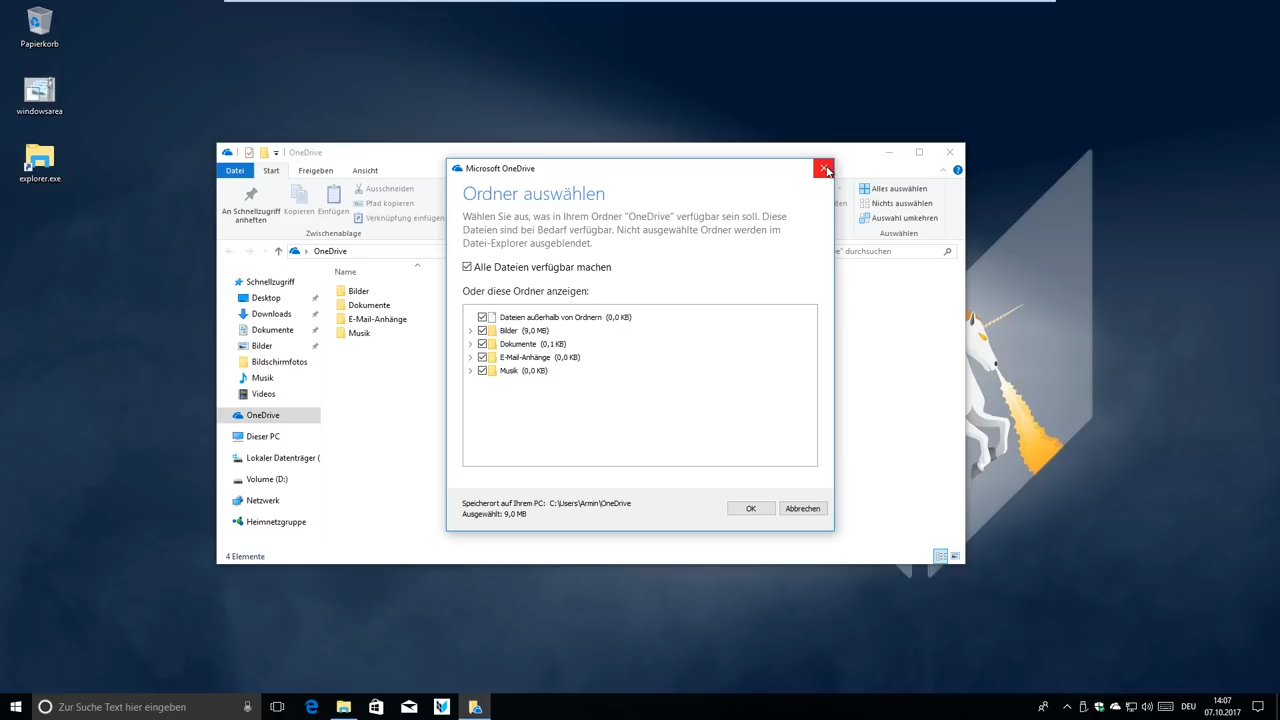 Papierkorb
windowsarea
explorer.exe
OneDrive
Datei
Start
Freigeben
Ansicht
An Schnellzugriff
anheften
Kopieren
Einfügen
Ausschneiden
Pfad kopieren
Verknüpfung einfügen
Zwischenablage
Alles auswählen
Nichts auswählen
Auswahl umkehren
Auswählen
OneDrive
durchsuchen
Schnellzugriff
Desktop
Downloads
Dokumente
Bilder
Bildschirmfotos
Musik
Videos
OneDrive
Dieser PC
Lokaler Datenträger (
Volume (D:)
Netzwerk
Heimnetzgruppe
4 Elemente
Name
Bilder
Dokumente
E-Mail-Anhänge
Musik
Microsoft OneDrive
Ordner auswählen
Wählen Sie aus, was in Ihrem Ordner "OneDrive" verfügbar sein soll. Diese
Dateien sind bei Bedarf verfügbar. Nicht ausgewählte Ordner werden im
Datei-Explorer ausgeblendet.
Alle Dateien verfügbar machen
Oder diese Ordner anzeigen:
Dateien außerhalb von Ordnern (0,0 KB)
Bilder (9,0 MB)
Dokumente (0,1 KB)
E-Mail-Anhänge (0,0 KB)
Musik (0,0 KB)
Speicherort auf Ihrem PC: C:\Users\Armin\OneDrive
Ausgewählt: 9,0 MB
OK
Abbrechen
Zur Suche Text hier eingeben
DEU
14:07
07.10.2017